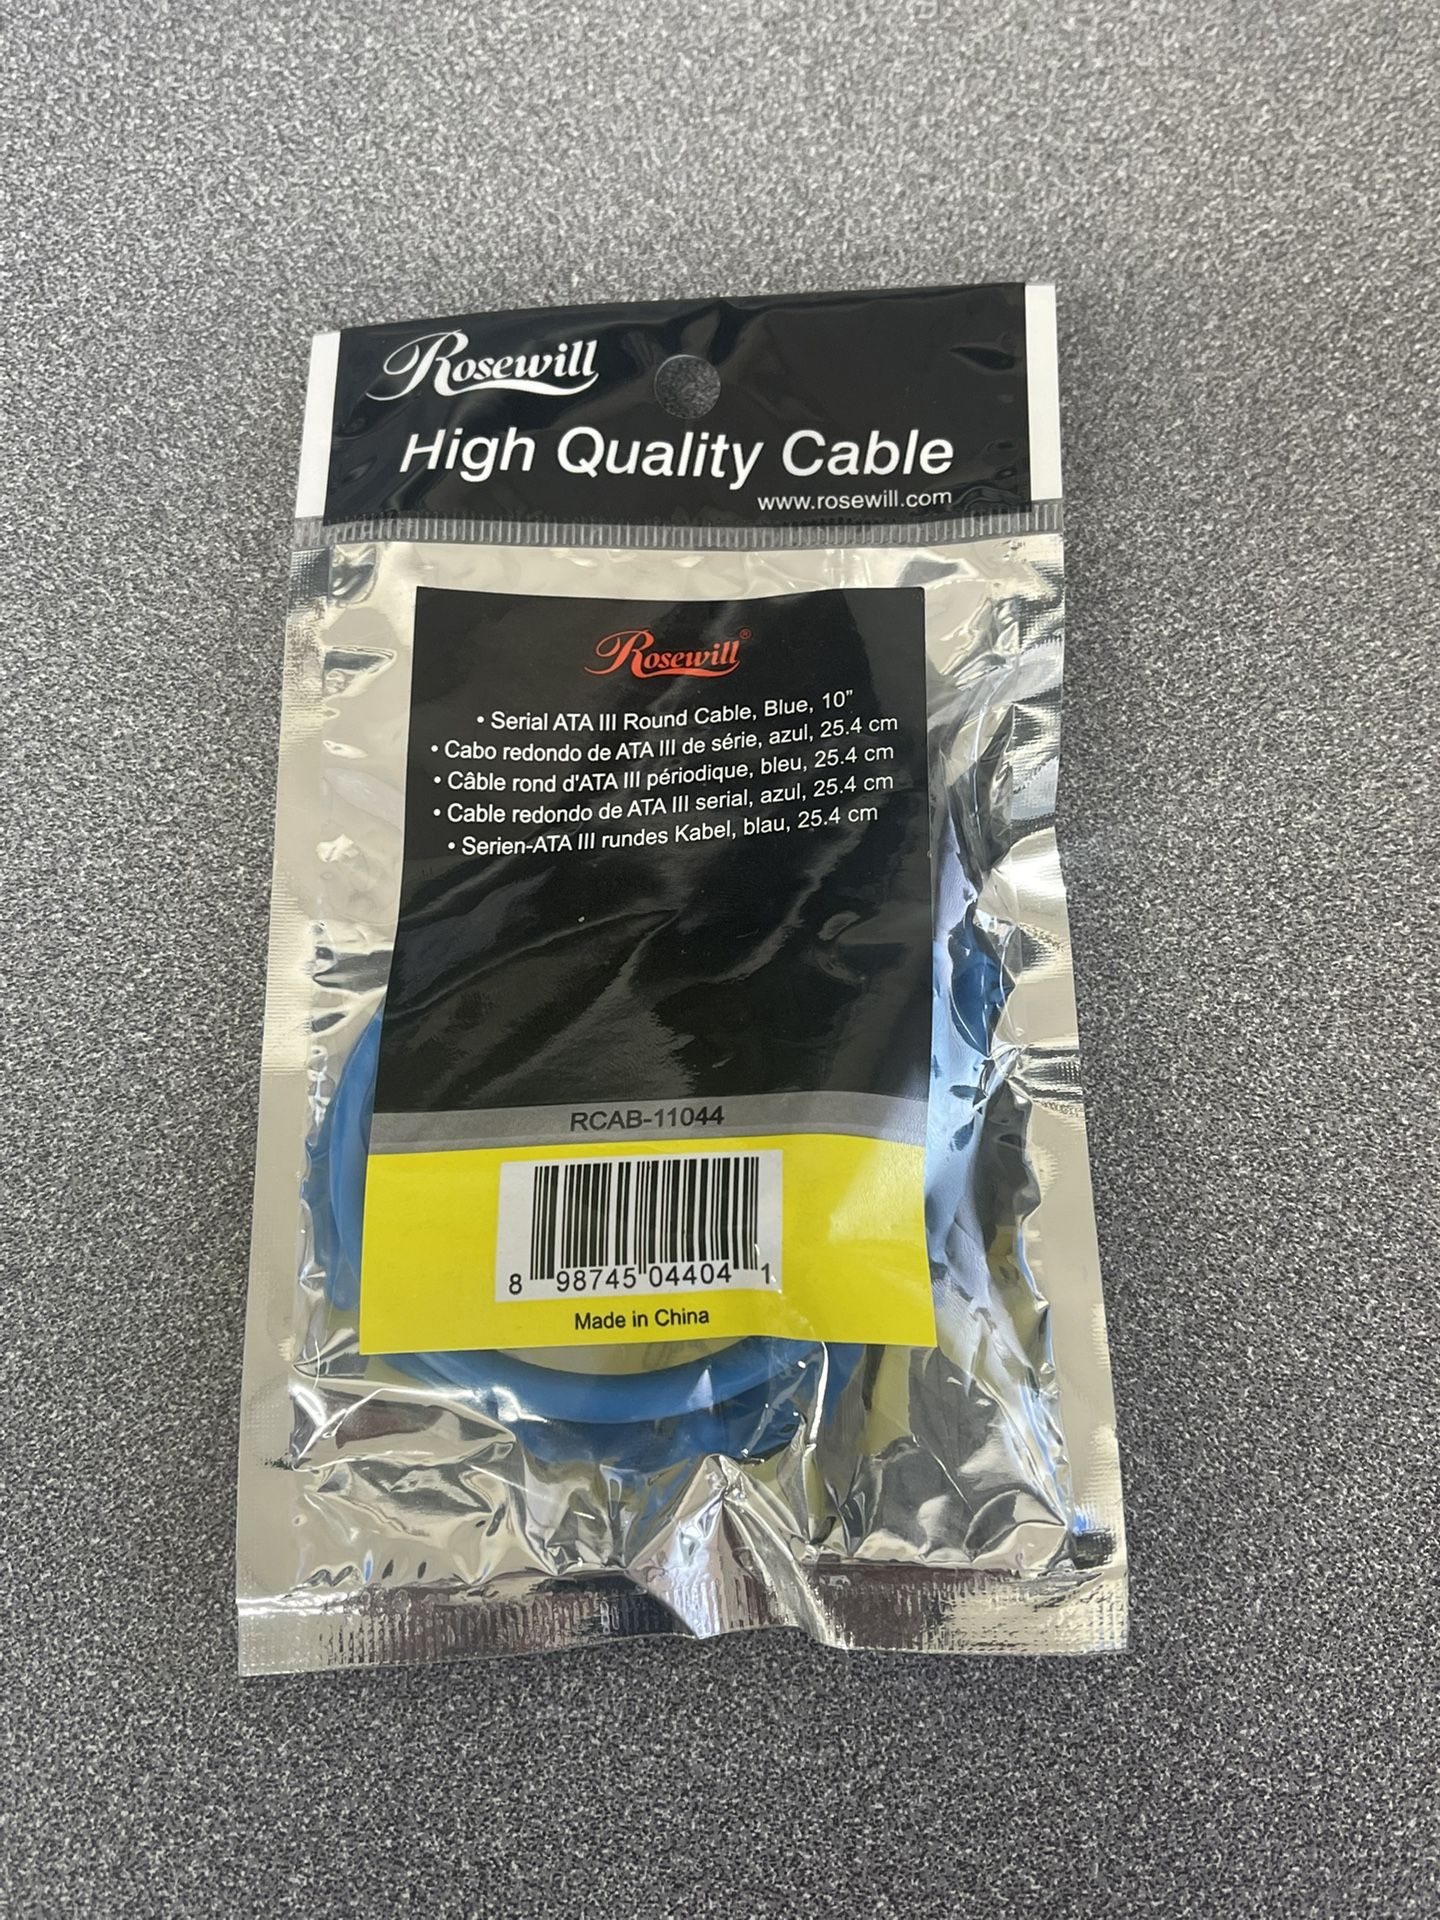 Rosewill
High Quality Cable
www.rosewill.com
Rosewill®
• Serial ATA III Round Cable, Blue, 10”
• Cabo redondo de ATA III de série, azul, 25.4 cm
• Câble rond d'ATA III périodique, bleu, 25.4 cm
• Cable redondo de ATA III serial, azul, 25.4 cm
• Serien-ATA III rundes Kabel, blau, 25.4 cm
RCAB-11044
8 98745 04404 1
Made in China